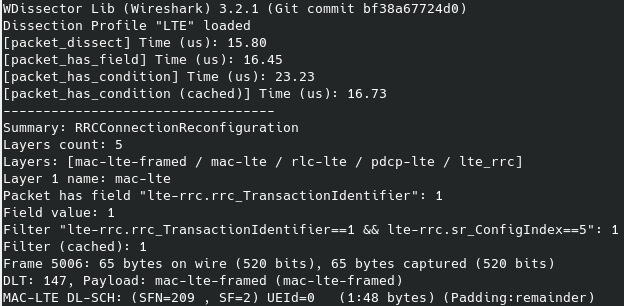 WDissector Lib (Wireshark) 3.2.1 (Git commit bf38a67724d0)
Dissection Profile "LTE" loaded
[packet_dissect] Time (us): 15.80
[packet_has_field] Time (us): 16.45
[packet_has_condition] Time (us): 23.23
[packet_has_condition (cached)] Time (us): 16.73
----------------------------------
Summary: RRCConnectionReconfiguration
Layers count: 5
Layers: [mac-lte-framed / mac-lte / rlc-lte / pdcp-lte / lte_rrc]
Layer 1 name: mac-lte
Packet has field "lte-rrc.rrc_TransactionIdentifier": 1
Field value: 1
Filter "lte-rrc.rrc_TransactionIdentifier==1 && lte-rrc.sr_ConfigIndex==5": 1
Filter (cached): 1
Frame 5006: 65 bytes on wire (520 bits), 65 bytes captured (520 bits)
DLT: 147, Payload: mac-lte-framed (mac-lte-framed)
MAC-LTE DL-SCH: (SFN=209 , SF=2) UEId=0   (1:48 bytes) (Padding:remainder)